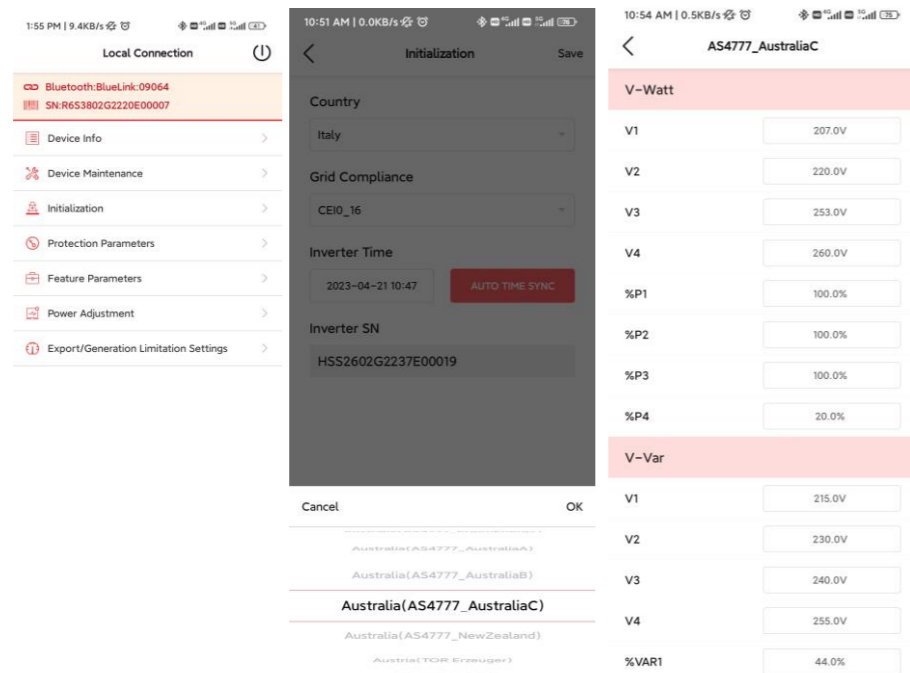 1:55 PM | 9.4KB/s
Local Connection
Bluetooth:BlueLink:09064
SN:R6S3802G2220E00007
Device Info
Device Maintenance
Initialization
Protection Parameters
Feature Parameters
Power Adjustment
Export/Generation Limitation Settings
10:51 AM | 0.0KB/s
Initialization Save
Country
Italy
Grid Compliance
CEI0_16
Inverter Time
2023-04-21 10:47 AUTO TIME SYNC
Inverter SN
HSS2602G2237E00019
Cancel OK
Australia(AS4777_AustraliaA)
Australia(AS4777_AustraliaB)
Australia(AS4777_AustraliaC)
Australia(AS4777_NewZealand)
Austria(TOR Erzeuger)
10:54 AM | 0.5KB/s
AS4777_AustraliaC
V-Watt
V1 207.0V
V2 220.0V
V3 253.0V
V4 260.0V
%P1 100.0%
%P2 100.0%
%P3 100.0%
%P4 20.0%
V-Var
V1 215.0V
V2 230.0V
V3 240.0V
V4 255.0V
%VAR1 44.0%